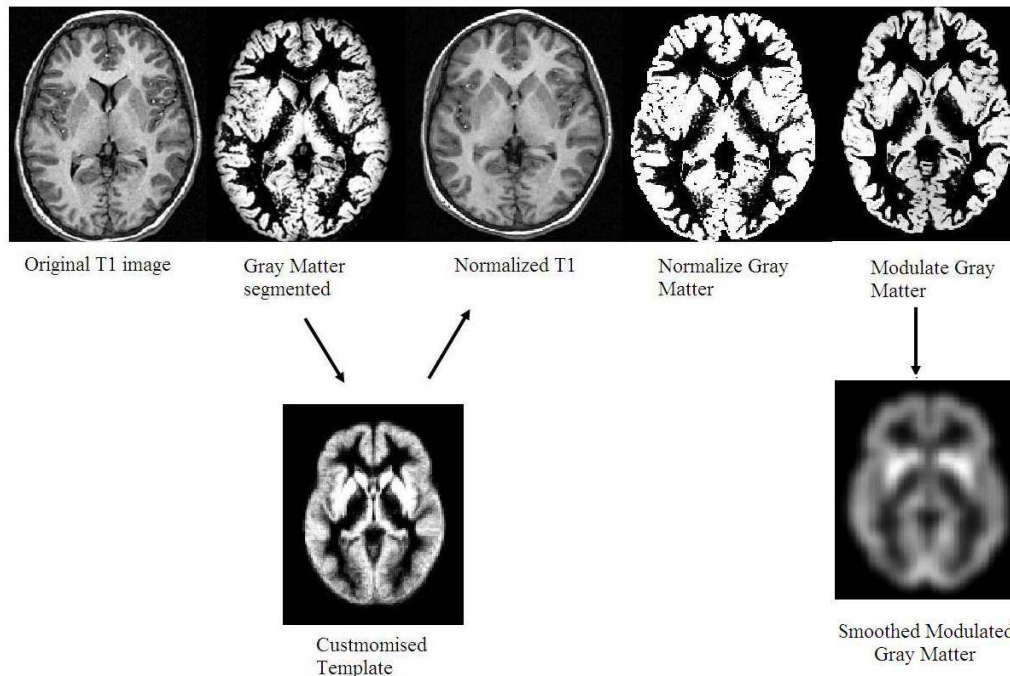 Original T1 image
Gray Matter
segmented
Normalized T1
Normalize Gray
Matter
Modulate Gray
Matter
Custmomised
Template
Smoothed Modulated
Gray Matter